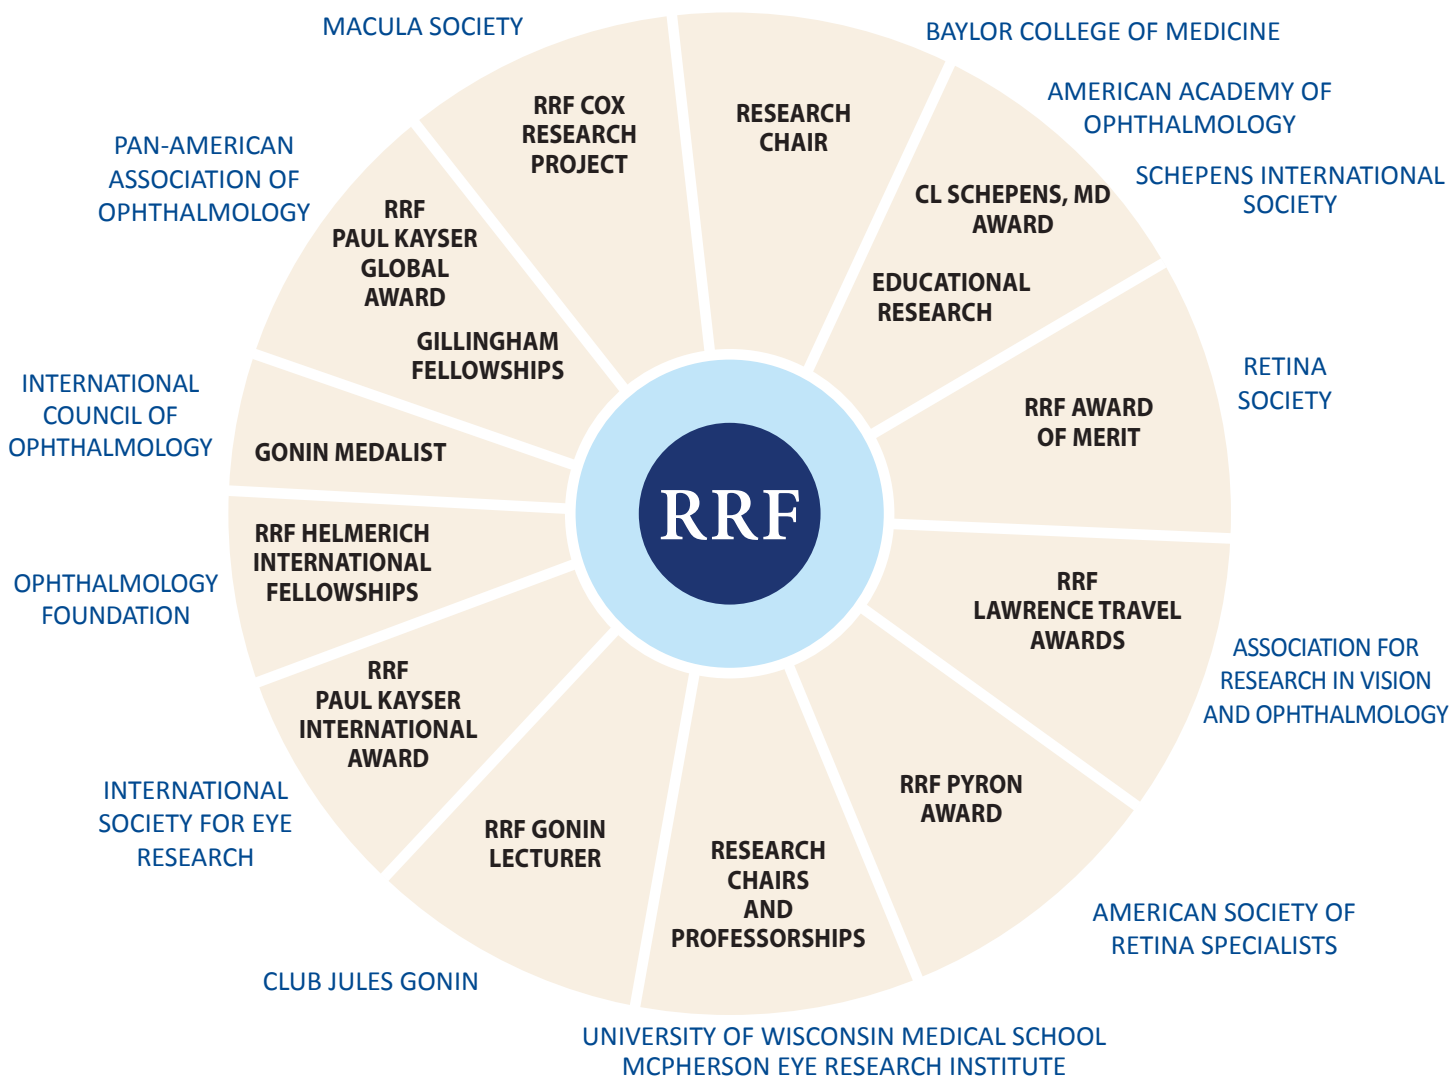 MACULA SOCIETY
BAYLOR COLLEGE OF MEDICINE
AMERICAN ACADEMY OF
OPHTHALMOLOGY
SCHEPENS INTERNATIONAL
SOCIETY
RETINA
SOCIETY
ASSOCIATION FOR
RESEARCH IN VISION
AND OPHTHALMOLOGY
AMERICAN SOCIETY OF
RETINA SPECIALISTS
UNIVERSITY OF WISCONSIN MEDICAL SCHOOL
MCPHERSON EYE RESEARCH INSTITUTE
CLUB JULES GONIN
INTERNATIONAL
SOCIETY FOR EYE
RESEARCH
OPHTHALMOLOGY
FOUNDATION
INTERNATIONAL
COUNCIL OF
OPHTHALMOLOGY
PAN-AMERICAN
ASSOCIATION OF
OPHTHALMOLOGY
RRF COX
RESEARCH
PROJECT
RESEARCH
CHAIR
CL SCHEPENS, MD
AWARD
EDUCATIONAL
RESEARCH
RRF AWARD
OF MERIT
RRF
LAWRENCE TRAVEL
AWARDS
RRF PYRON
AWARD
RESEARCH
CHAIRS
AND
PROFESSORSHIPS
RRF GONIN
LECTURER
RRF
PAUL KAYSER
INTERNATIONAL
AWARD
RRF HELMERICH
INTERNATIONAL
FELLOWSHIPS
GONIN MEDALIST
RRF
PAUL KAYSER
GLOBAL
AWARD
GILLINGHAM
FELLOWSHIPS
RRF